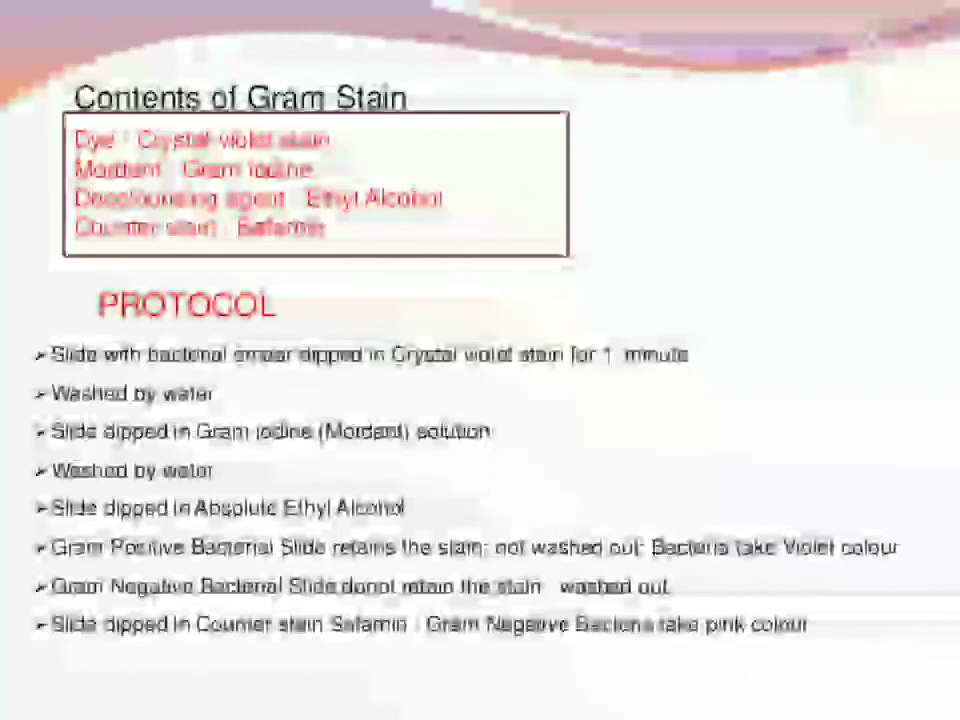 Contents of Gram Stain
Dye : Crystal violet stain
Mordant : Gram Iodine
Decolourising agent : Ethyl Alcohol
Counter stain : Safarnin
PROTOCOL
➢Slide with bacterial smear dipped in Crystal violet stain for 1 minute
➢Washed by water
➢Slide dipped in Gram iodine (Mordant) solution
➢Washed by water
➢Slide dipped in Absolute Ethyl Alcohol
➢Gram Positive Bacterial Slide retains the stain; not washed out; Bacteria take Violet colour
➢Gram Negative Bacterial Slide donot retain the stain washed out
➢Slide dipped in Counter stain Safarnin : Gram Negative Bacteria take pink colour